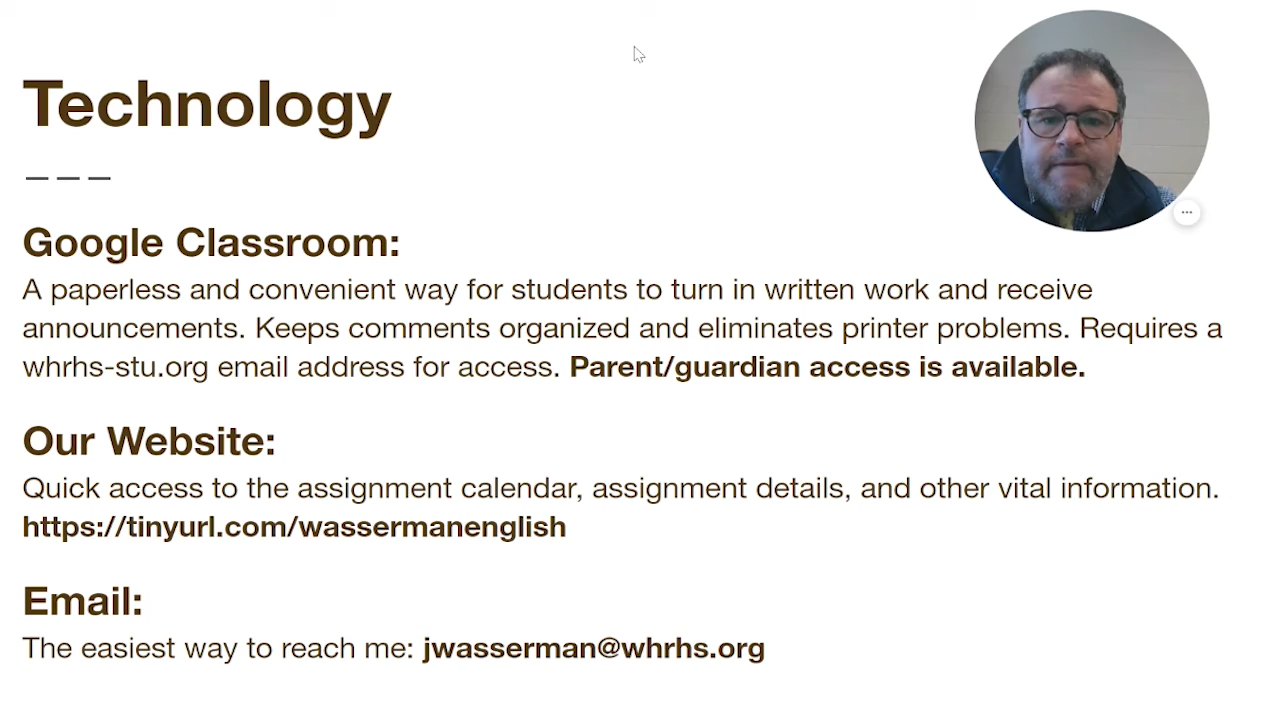 Technology
Google Classroom:
A paperless and convenient way for students to turn in written work and receive
announcements. Keeps comments organized and eliminates printer problems. Requires a
whrhs-stu.org email address for access. Parent/guardian access is available.
Our Website:
Quick access to the assignment calendar, assignment details, and other vital information.
https://tinyurl.com/wassermanenglish
Email:
The easiest way to reach me: jwasserman@whrhs.org